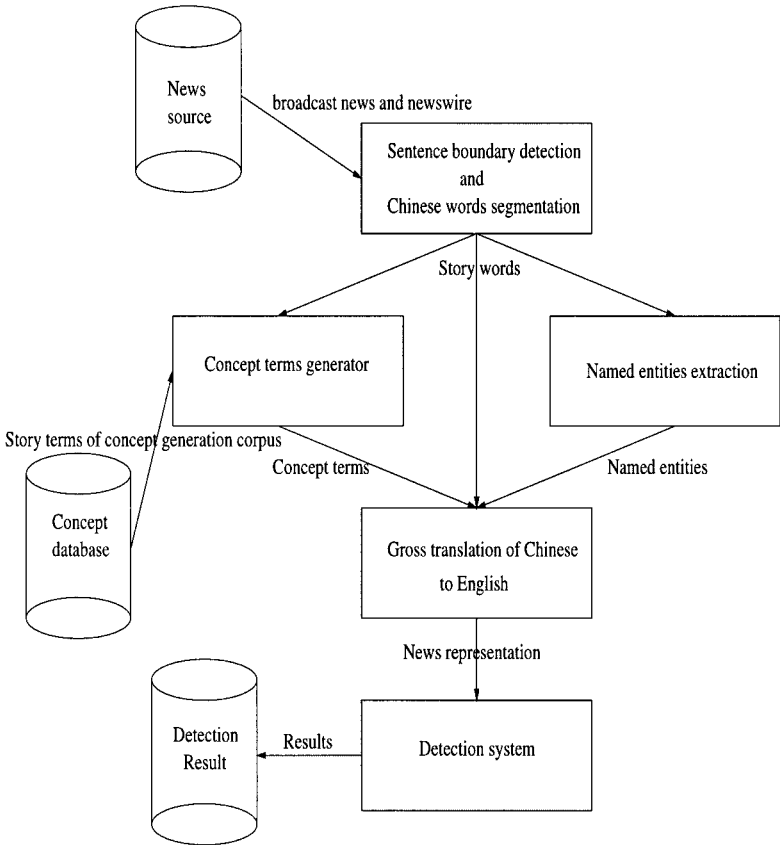 News
source
broadcast news and newswire
Sentence boundary detection
and
Chinese words segmentation
Story words
Concept terms generator
Named entities extraction
Story terms of concept generation corpus
Concept terms
Named entities
Concept
database
Gross translation of Chinese
to English
News representation
Detection
Result
Results
Detection system